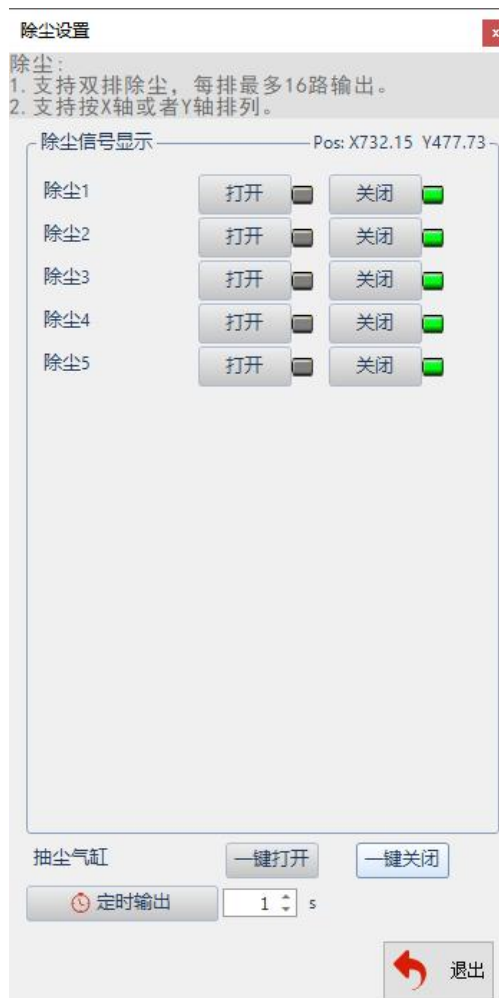 除尘设置
x
除尘:
1. 支持双排除尘，每排最多16路输出。
2. 支持按X轴或者Y轴排列。
除尘信号显示 Pos: X732.15 Y477.73
除尘1 打开 关闭
除尘2 打开 关闭
除尘3 打开 关闭
除尘4 打开 关闭
除尘5 打开 关闭
抽尘气缸 一键打开 一键关闭
定时输出 1 s
退出